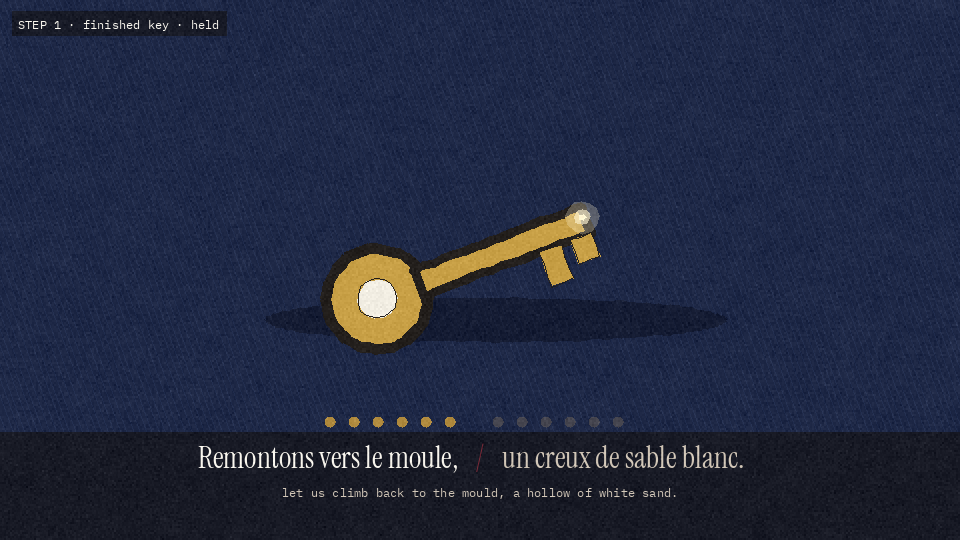 STEP 1 · finished key · held
Remontons vers le moule, / un creux de sable blanc.
let us climb back to the mould, a hollow of white sand.